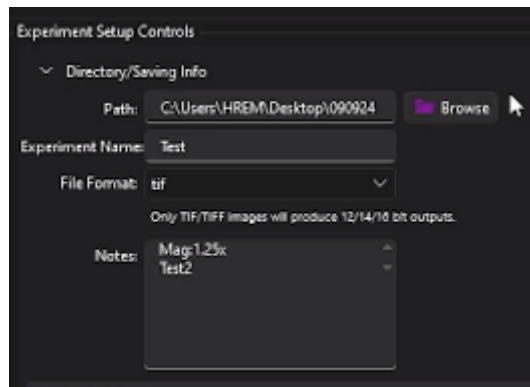 Experiment Setup Controls
Directory/Saving Info
Path: C:\Users\HREM\Desktop\090924 Browse
Experiment Name: Test
File Format: tif
Only TIF/TIFF images will produce 12/14/16 bit outputs.
Notes: Mag:1.25x
Test2